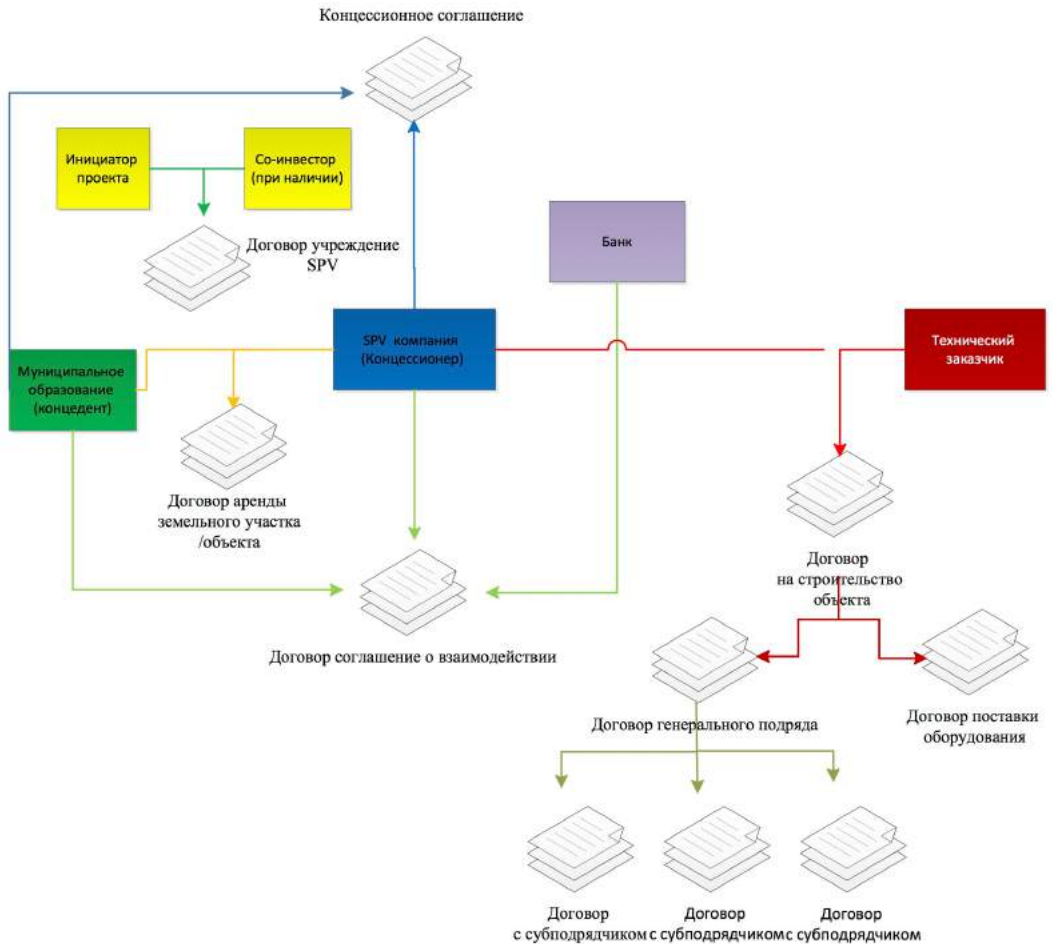 Концессионное соглашение
Инициатор
проекта
Со-инвестор
(при наличии)
Договор учреждение
SPV
Банк
SPV компания
(Концессионер)
Технический
заказчик
Муниципальное
образование
(концедент)
Договор аренды
земельного участка
/объекта
Договор
на строительство
объекта
Договор соглашение о взаимодействии
Договор генерального подряда
Договор поставки
оборудования
Договор
с субподрядчиком
Договор
с субподрядчиком
Договор
с субподрядчиком